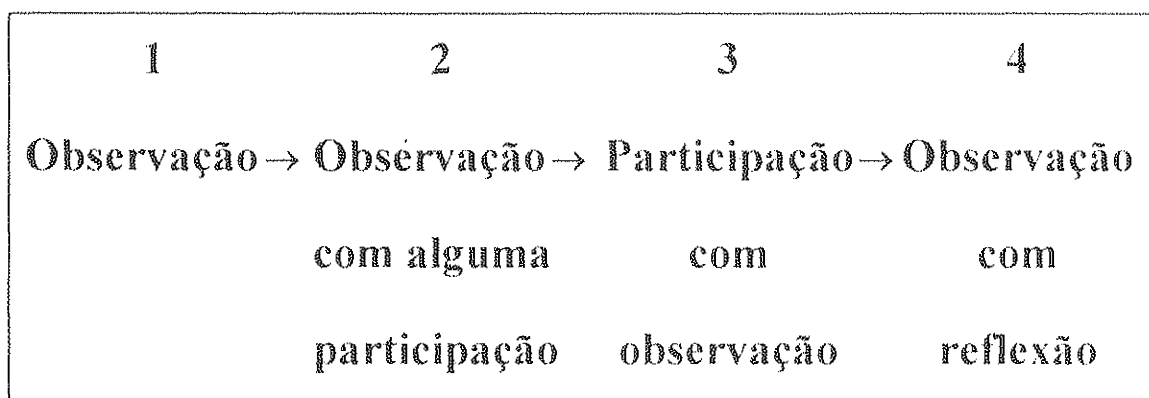 1 2 3 4
Observação → Observação → Participação → Observação
com alguma com com
participação observação reflexão